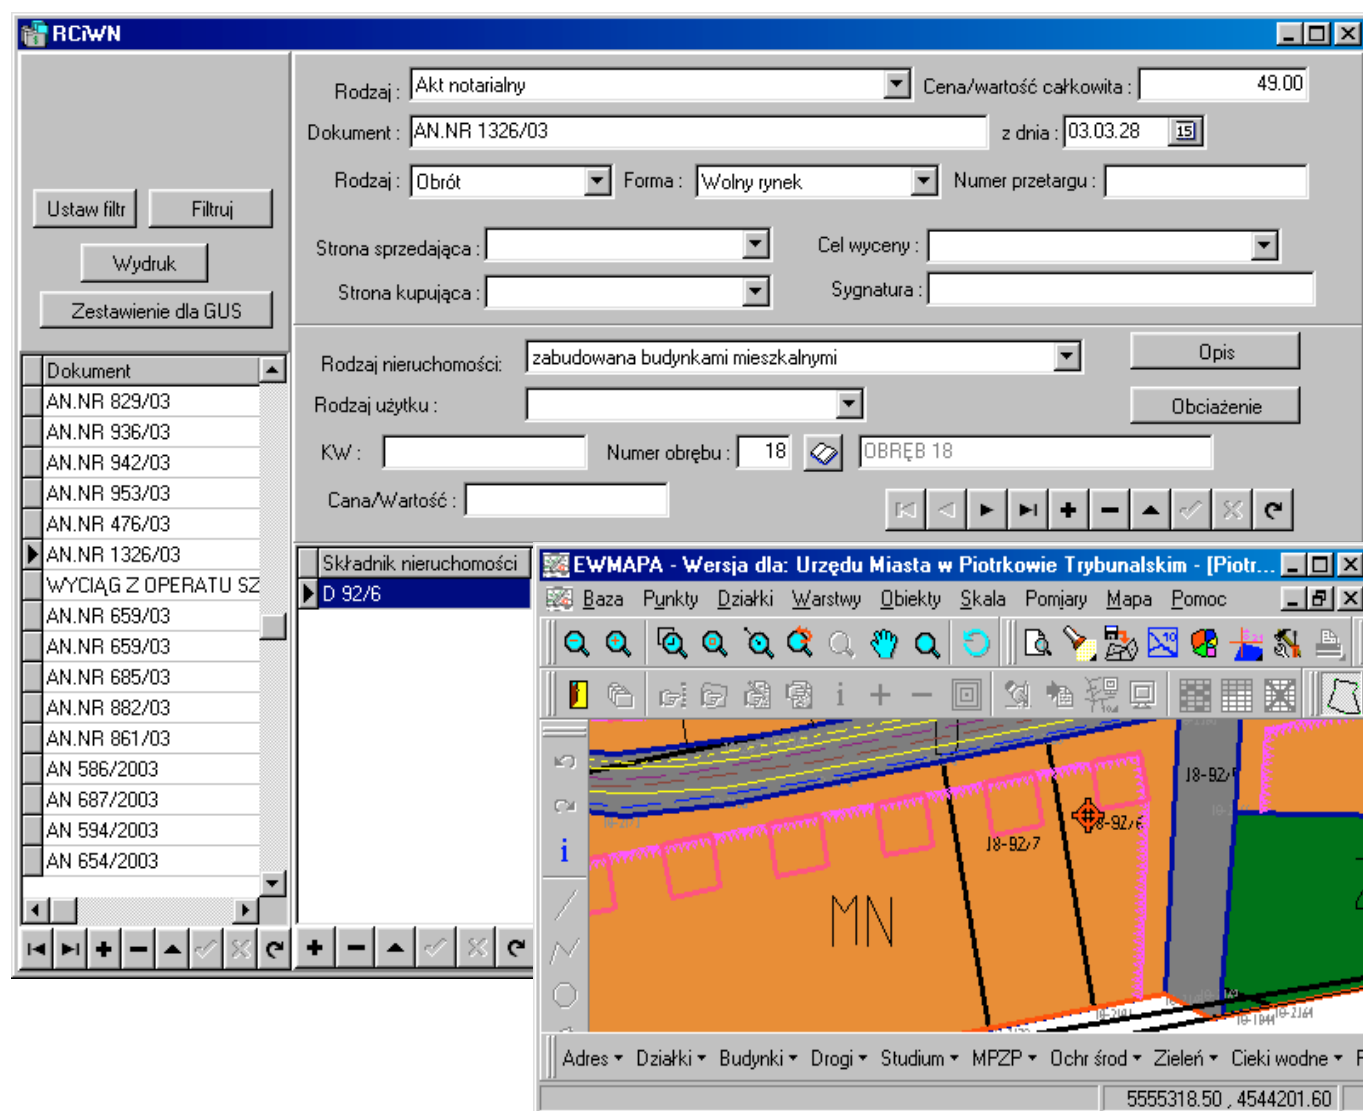 RCiWN
Rodzaj : Akt notarialny Cena/wartość całkowita : 49.00
Dokument : AN.NR 1326/03 z dnia : 03.03.28 15
Rodzaj : Obrót Forma : Wolny rynek Numer przetargu :
Ustaw filtr Filtruj
Strona sprzedająca : Cel wyceny :
Wydruk
Strona kupująca : Sygnatura :
Zestawienie dla GUS
Rodzaj nieruchomości: zabudowana budynkami mieszkalnymi Opis
Rodzaj użytku : Obciażenie
KW : Numer obrębu : 18 OBRĘB 18
Cana/Wartość :
Dokument
AN.NR 829/03
AN.NR 936/03
AN.NR 942/03
AN.NR 953/03
AN.NR 476/03
AN.NR 1326/03
WYCIĄG Z OPERATU SZ
AN.NR 659/03
AN.NR 659/03
AN.NR 685/03
AN.NR 882/03
AN.NR 861/03
AN 586/2003
AN 687/2003
AN 594/2003
AN 654/2003
Składnik nieruchomości
D 92/6
EWMAPA - Wersja dla: Urzędu Miasta w Piotrkowie Trybunalskim - [Piotr...
Baza Punkty Działki Warstwy Obiekty Skala Pomiary Mapa Pomoc
18-92/
18-92/6
18-92/7
MN
10-2164
Adres Działki Budynki Drogi Studium MPZP Ochr środ Zieleń Cieki wodne
5555318.50 , 4544201.60